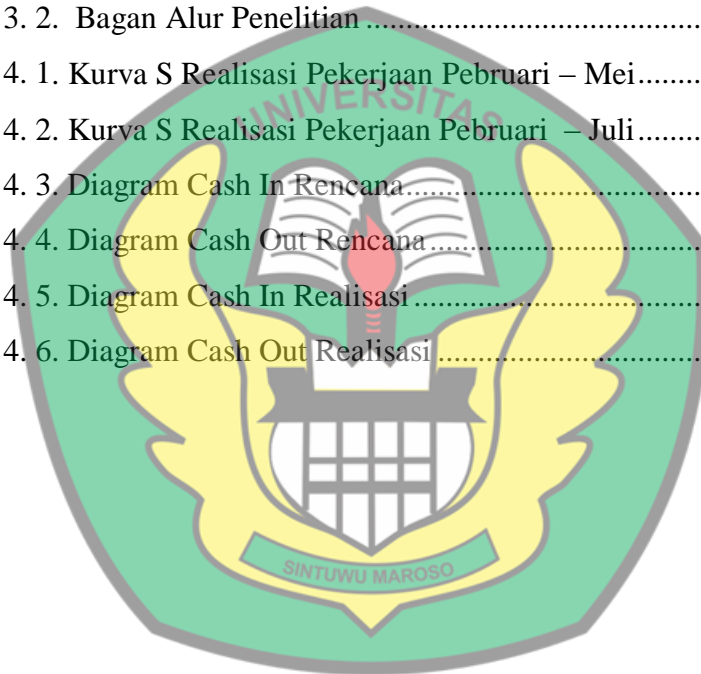 3. 2. Bagan Alur Penelitian ........................................
4. 1. Kurva S Realisasi Pekerjaan Pebruari – Mei ........
4. 2. Kurva S Realisasi Pekerjaan Pebruari – Juli ........
UNIVERSITAS
4. 3. Diagram Cash In Rencana ....................................
4. 4. Diagram Cash Out Rencana .................................
4. 5. Diagram Cash In Realisasi ...................................
4. 6. Diagram Cash Out Realisasi ................................
SINTUWU MAROSO